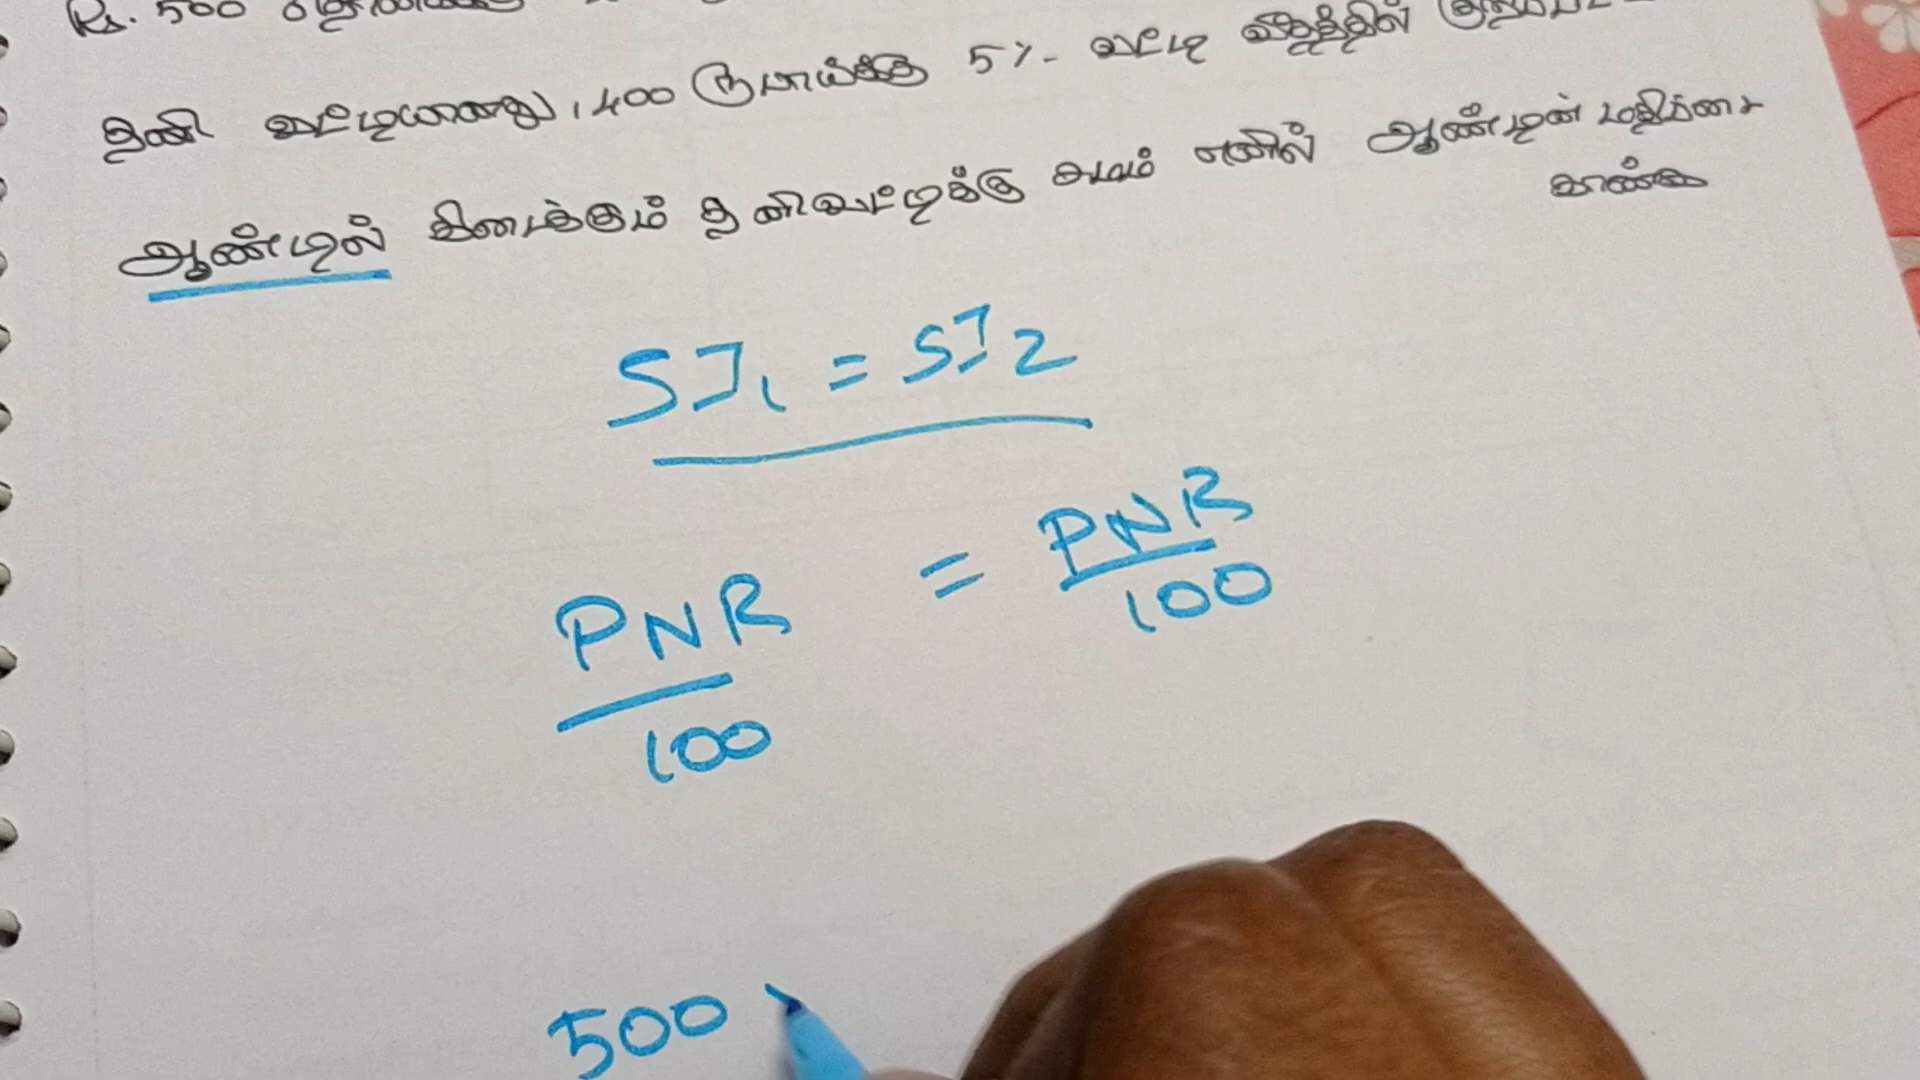 Rs. 500
தனி வட்டியானது, 400 ரூபாய்க்கு 5%- வட்டி வீதத்தில்
ஆண்டில் கிடைக்கும் தனிவட்டிக்கு சமம் எனில் ஆண்டின் மதிப்பை
காண்க
SI₁ = SI₂
PNR/100 = PNR/100
500